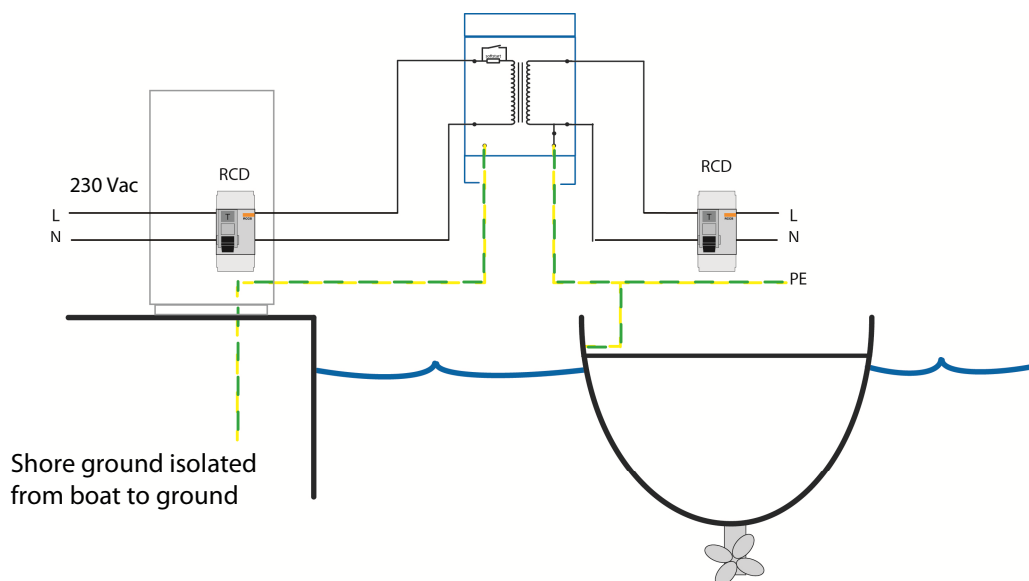 RCD
230 Vac
L
N
RCD
L
N
PE
T
T
Shore ground isolated
from boat to ground